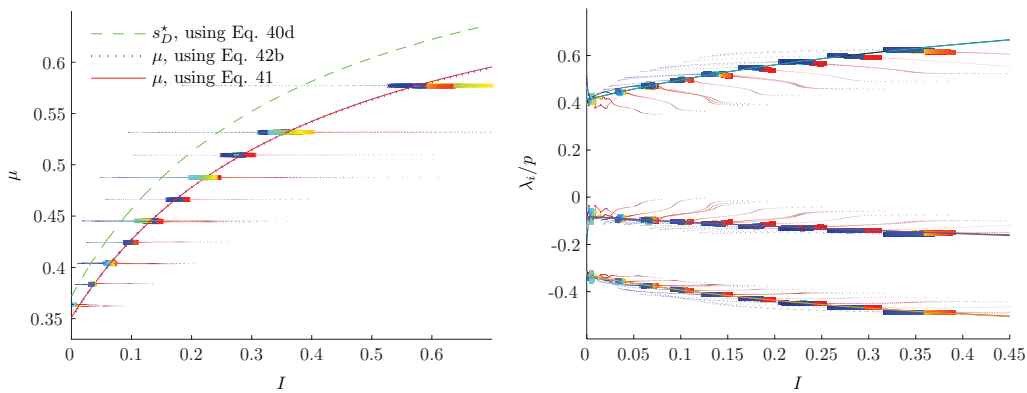 s*_D, using Eq. 40d
μ, using Eq. 42b
μ, using Eq. 41
μ
0.6
0.55
0.5
0.45
0.4
0.35
0 0.1 0.2 0.3 0.4 0.5 0.6
I
λ_i/p
0.6
0.4
0.2
0
-0.2
-0.4
0 0.05 0.1 0.15 0.2 0.25 0.3 0.35 0.4 0.45
I